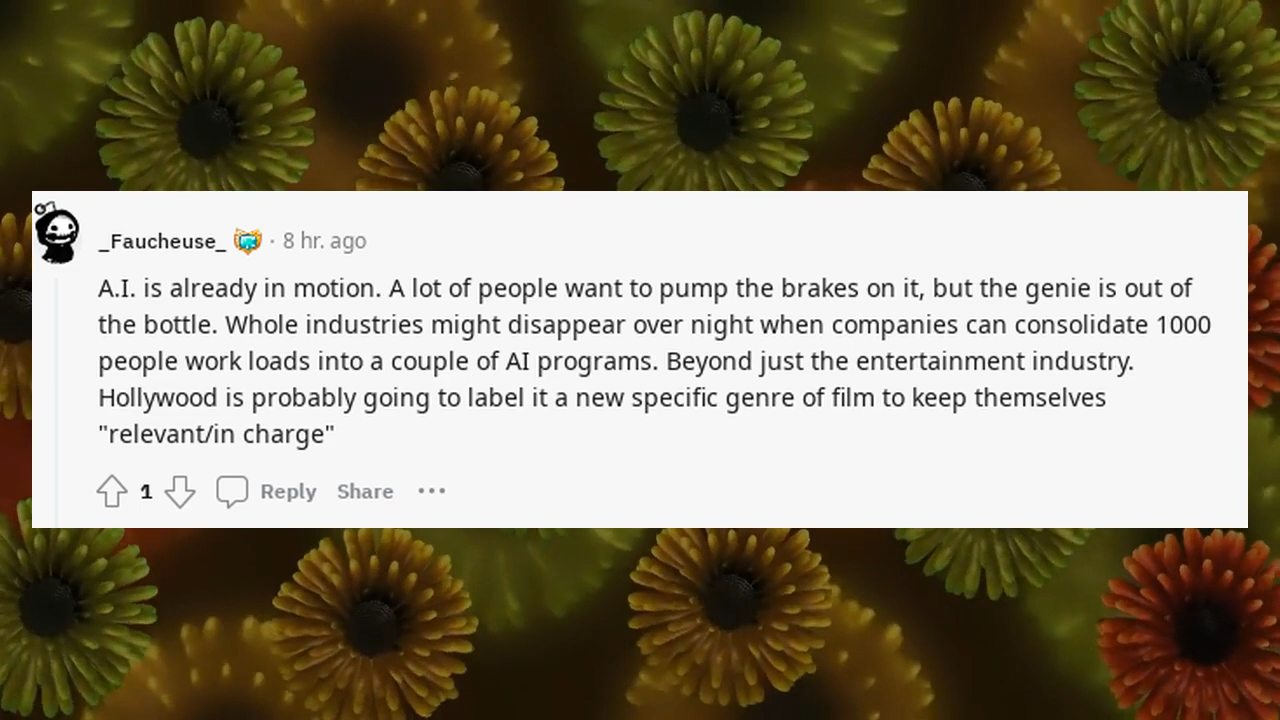 _Faucheuse_ · 8 hr. ago
A.I. is already in motion. A lot of people want to pump the brakes on it, but the genie is out of
the bottle. Whole industries might disappear over night when companies can consolidate 1000
people work loads into a couple of AI programs. Beyond just the entertainment industry.
Hollywood is probably going to label it a new specific genre of film to keep themselves
"relevant/in charge"
1 Reply Share ···